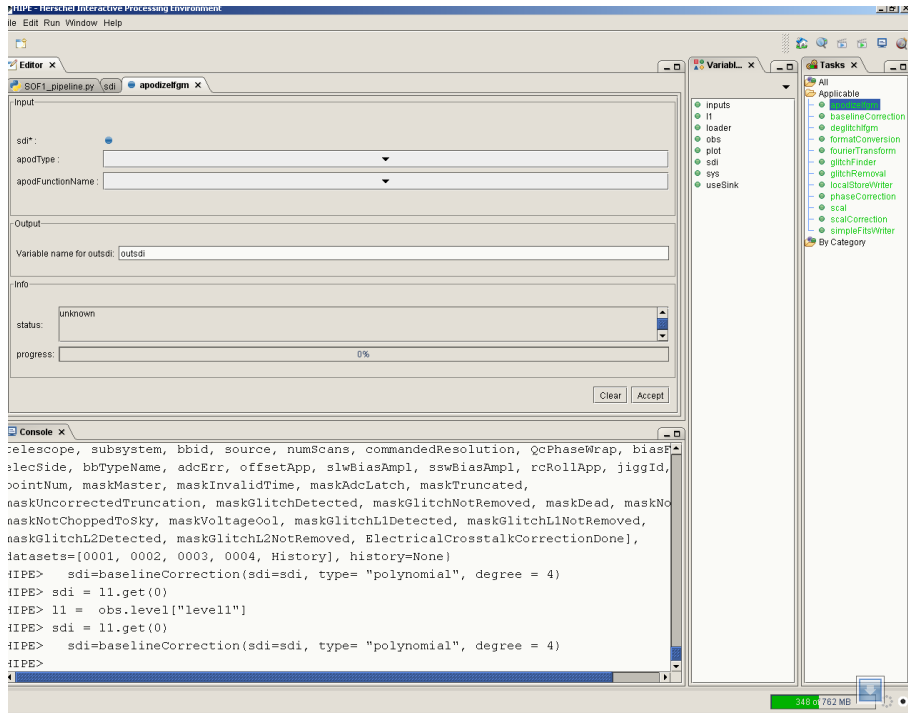 HIPE - Herschel Interactive Processing Environment
ile Edit Run Window Help
Editor
SOF1_pipeline.py
sdi
apodizeIfgm
Input
sdi* :
apodType :
apodFunctionName :
Output
Variable name for outsdi: outsdi
Info
status: unknown
progress: 0%
Clear
Accept
Variabl...
inputs
l1
loader
obs
plot
sdi
sys
useSink
Tasks
All
Applicable
apodizeIfgm
baselineCorrection
deglitchIfgm
formatConversion
fourierTransform
glitchFinder
glitchRemoval
localStoreWriter
phaseCorrection
scal
scalCorrection
simpleFitsWriter
By Category
Console
telescope, subsystem, bbid, source, numScans, commandedResolution, QcPhaseWrap, biasF
elecSide, bbTypeName, adcErr, offsetApp, slwBiasAmpl, sswBiasAmpl, rcRollApp, jiggId,
pointNum, maskMaster, maskInvalidTime, maskAdcLatch, maskTruncated,
maskUncorrectedTruncation, maskGlitchDetected, maskGlitchNotRemoved, maskDead, maskNo
maskNotChoppedToSky, maskVoltageOol, maskGlitchL1Detected, maskGlitchL1NotRemoved,
maskGlitchL2Detected, maskGlitchL2NotRemoved, ElectricalCrosstalkCorrectionDone],
datasets=[0001, 0002, 0003, 0004, History], history=None}
HIPE> sdi=baselineCorrection(sdi=sdi, type= "polynomial", degree = 4)
HIPE> sdi = l1.get(0)
HIPE> l1 = obs.level["level1"]
HIPE> sdi = l1.get(0)
HIPE> sdi=baselineCorrection(sdi=sdi, type= "polynomial", degree = 4)
HIPE>
348 of 762 MB